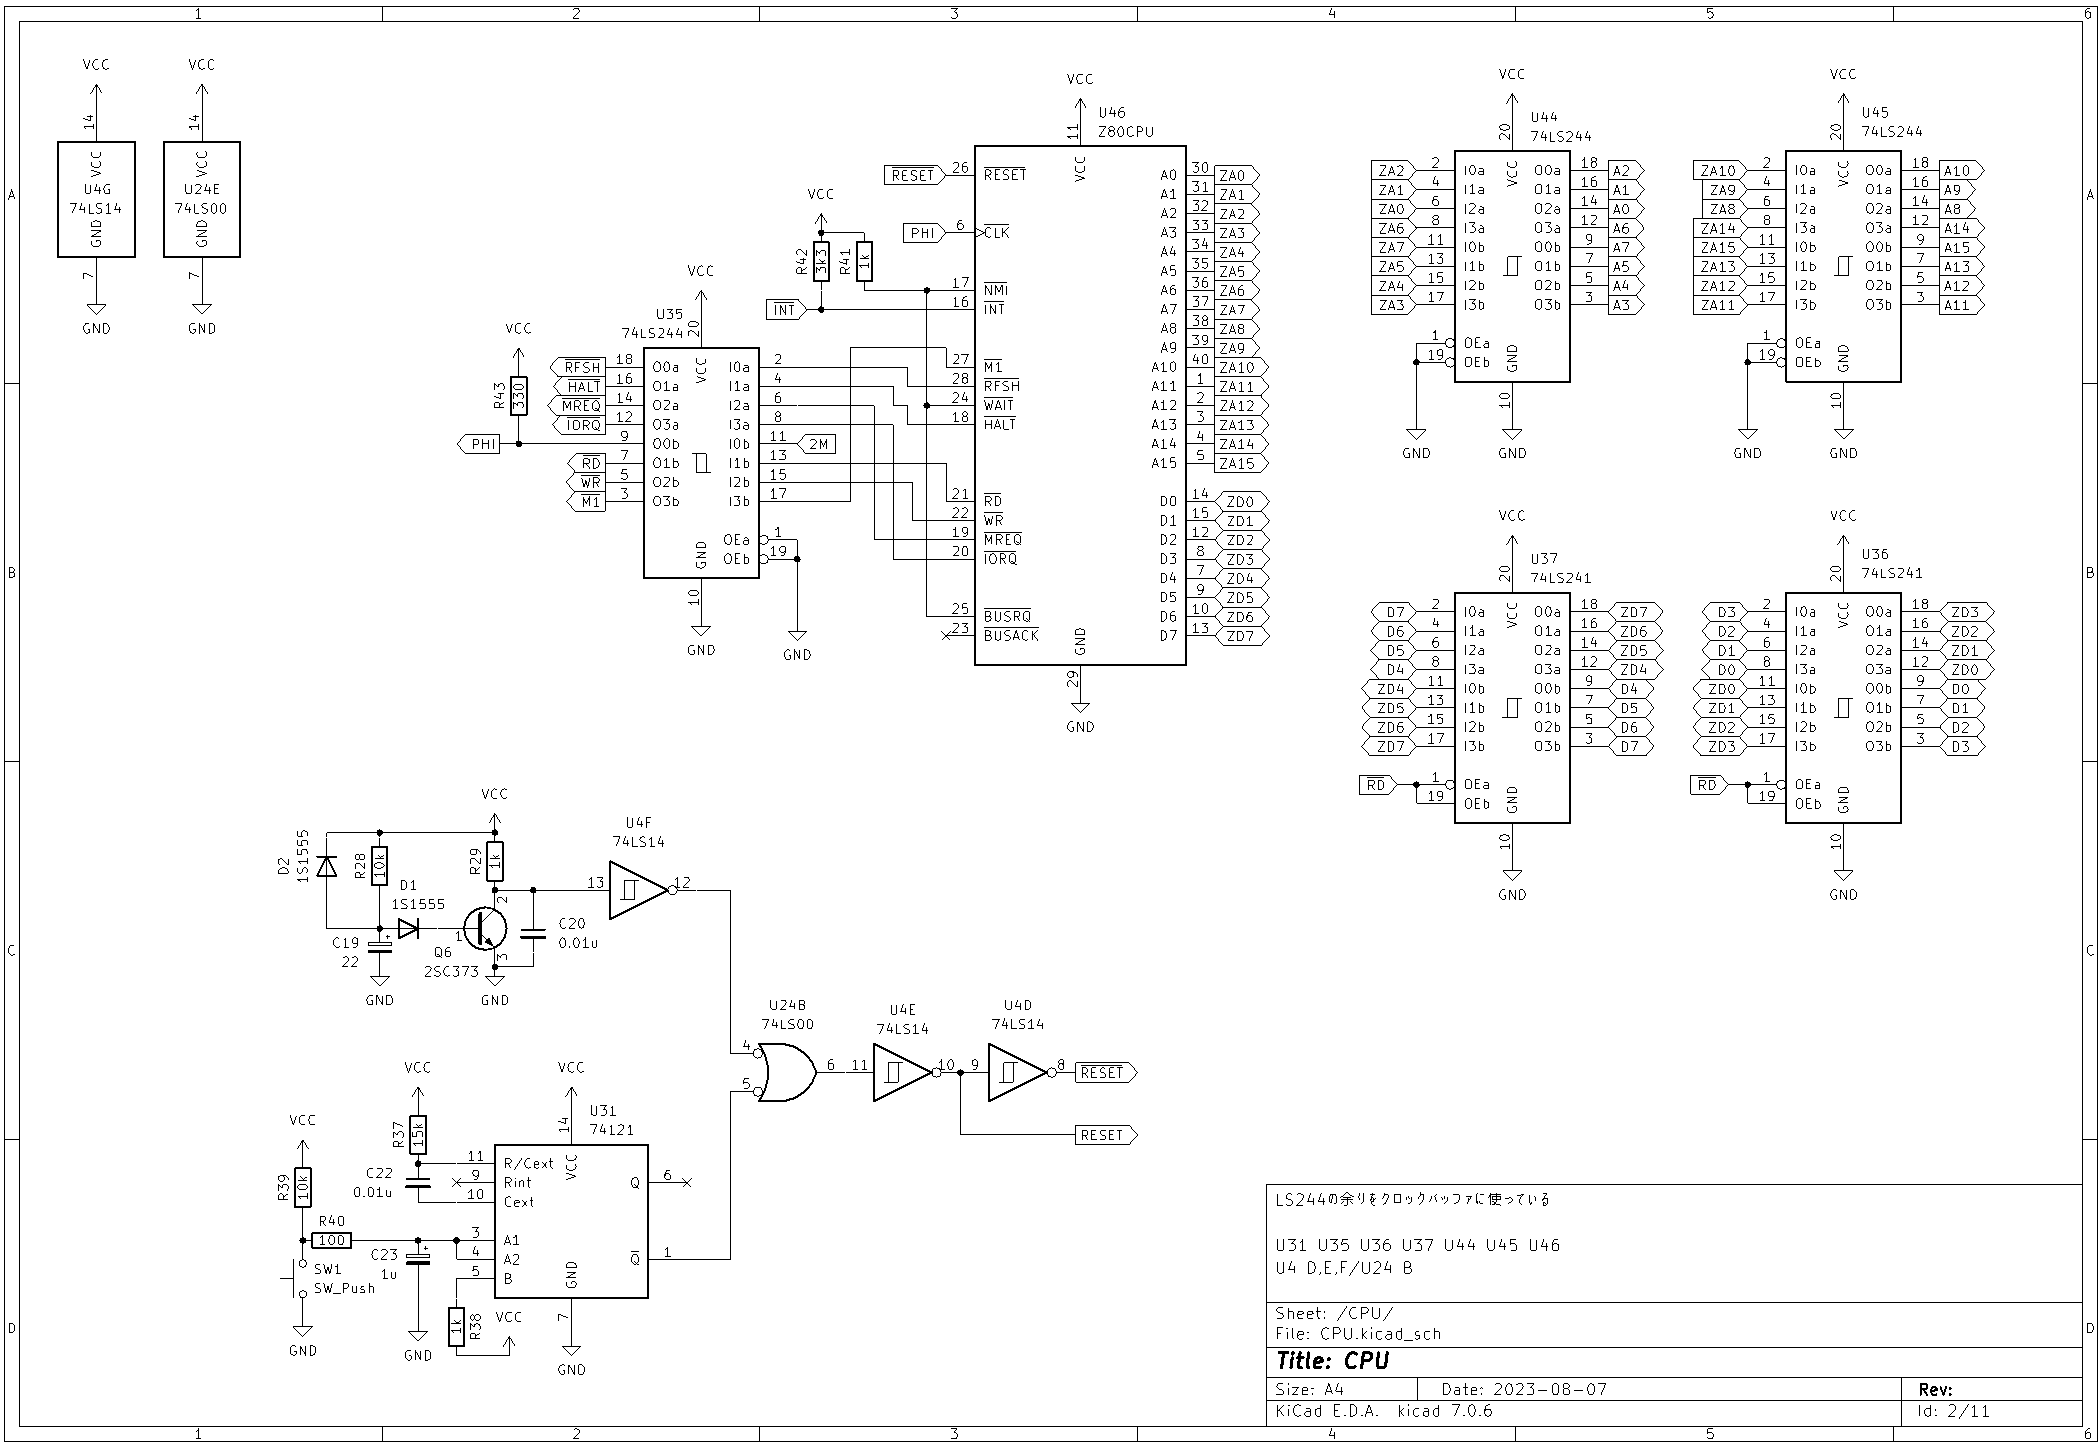 1 2 3 4 5 6
A
B
C
D
VCC
14
VCC
U4G
74LS14
GND
7
GND
VCC
14
VCC
U24E
74LS00
GND
7
GND
VCC
U35
74LS244
20
VCC
RFSH 18 O0a I0a 2
HALT 16 O1a I1a 4
MREQ 14 O2a I2a 6
IORQ 12 O3a I3a 8
PHI 9 O0b I0b 11 2M
RD 7 O1b I1b 13
WR 5 O2b I2b 15
M1 3 O3b I3b 17
OEa 1
OEb 19
GND
10
GND
GND
VCC
R43
330
VCC
R42
3k3
R41
1k
INT
VCC
U46
Z80CPU
11
VCC
RESET 26 RESET
PHI 6 CLK
17 NMI
16 INT
27 M1
28 RFSH
24 WAIT
18 HALT
21 RD
22 WR
19 MREQ
20 IORQ
25 BUSRQ
23 BUSACK
A0 30 ZA0
A1 31 ZA1
A2 32 ZA2
A3 33 ZA3
A4 34 ZA4
A5 35 ZA5
A6 36 ZA6
A7 37 ZA7
A8 38 ZA8
A9 39 ZA9
A10 40 ZA10
A11 1 ZA11
A12 2 ZA12
A13 3 ZA13
A14 4 ZA14
A15 5 ZA15
D0 14 ZD0
D1 15 ZD1
D2 12 ZD2
D3 8 ZD3
D4 7 ZD4
D5 9 ZD5
D6 10 ZD6
D7 13 ZD7
GND
29
GND
VCC
U44
74LS244
20
VCC
ZA2 2 I0a O0a 18 A2
ZA1 4 I1a O1a 16 A1
ZA0 6 I2a O2a 14 A0
ZA6 8 I3a O3a 12 A6
ZA7 11 I0b O0b 9 A7
ZA5 13 I1b O1b 7 A5
ZA4 15 I2b O2b 5 A4
ZA3 17 I3b O3b 3 A3
1 OEa
19 OEb
GND
10
GND
GND
VCC
U45
74LS244
20
VCC
ZA10 2 I0a O0a 18 A10
ZA9 4 I1a O1a 16 A9
ZA8 6 I2a O2a 14 A8
ZA14 8 I3a O3a 12 A14
ZA15 11 I0b O0b 9 A15
ZA13 13 I1b O1b 7 A13
ZA12 15 I2b O2b 5 A12
ZA11 17 I3b O3b 3 A11
1 OEa
19 OEb
GND
10
GND
GND
VCC
U37
74LS241
20
VCC
D7 2 I0a O0a 18 ZD7
D6 4 I1a O1a 16 ZD6
D5 6 I2a O2a 14 ZD5
D4 8 I3a O3a 12 ZD4
ZD4 11 I0b O0b 9 D4
ZD5 13 I1b O1b 7 D5
ZD6 15 I2b O2b 5 D6
ZD7 17 I3b O3b 3 D7
RD 1 OEa
19 OEb
GND
10
GND
VCC
U36
74LS241
20
VCC
D3 2 I0a O0a 18 ZD3
D2 4 I1a O1a 16 ZD2
D1 6 I2a O2a 14 ZD1
D0 8 I3a O3a 12 ZD0
ZD0 11 I0b O0b 9 D0
ZD1 13 I1b O1b 7 D1
ZD2 15 I2b O2b 5 D2
ZD3 17 I3b O3b 3 D3
RD 1 OEa
19 OEb
GND
10
GND
VCC
D2
1S1555
R28
10k
D1
1S1555
R29
1k
C19
22
GND
1
2
3
Q6
2SC373
GND
C20
0.01u
U4F
74LS14
13 12
U24B
74LS00
4
5
6
U4E
74LS14
11 10
U4D
74LS14
9 8
RESET
RESET
VCC
R39
10k
R40
100
SW1
SW_Push
GND
VCC
R37
15k
C22
0.01u
C23
1u
GND
VCC
U31
74121
14
VCC
11 R/Cext
9 Rint
10 Cext
3 A1
4 A2
5 B
Q 6
Q 1
GND
7
GND
1k
R38
VCC
LS244の余りをクロックバッファに使っている
U31 U35 U36 U37 U44 U45 U46
U4 D,E,F/U24 B
Sheet: /CPU/
File: CPU.kicad_sch
Title: CPU
Size: A4 Date: 2023-08-07 Rev:
KiCad E.D.A. kicad 7.0.6 Id: 2/11
A
B
C
D
1 2 3 4 5 6